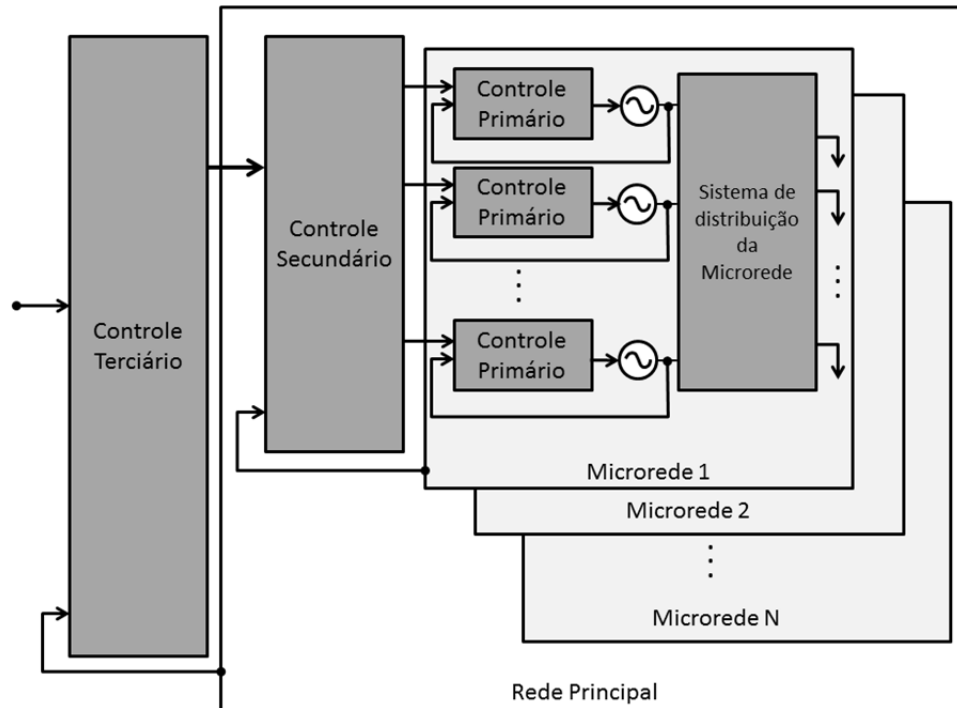 Controle
Terciário
Controle
Secundário
Controle
Primário
Controle
Primário
Controle
Primário
Sistema de
distribuição
da
Microrede
Microrede 1
Microrede 2
Microrede N
Rede Principal